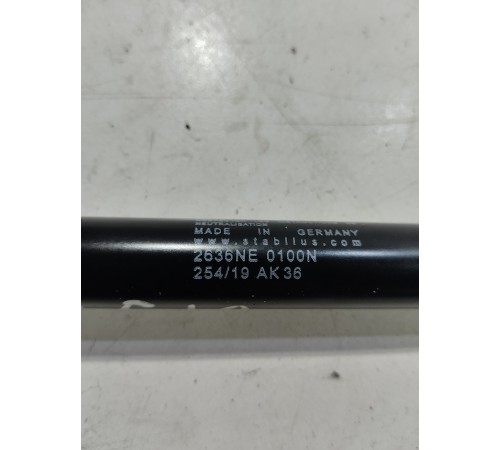 NEUTRALISATION
MADE IN GERMANY
www.stabilus.com
2636NE 0100N
254/19 AK36